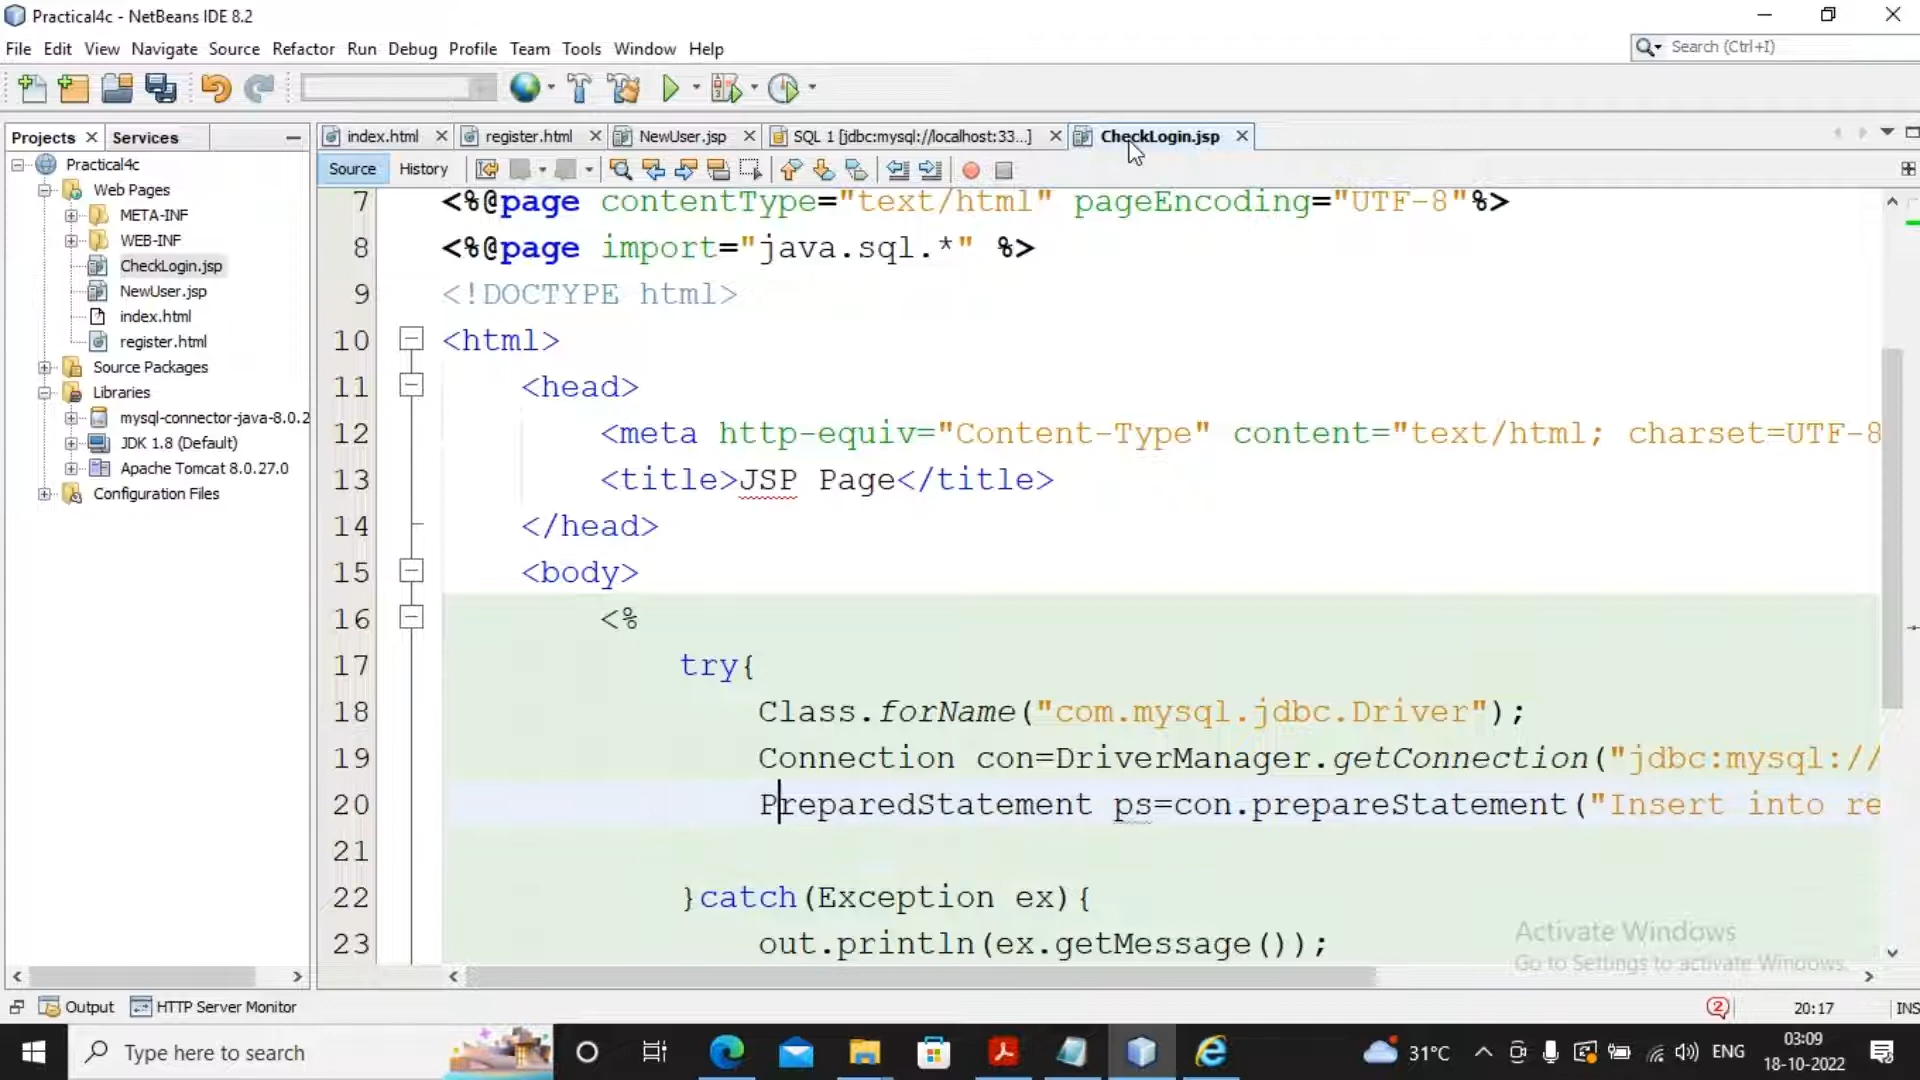 Practical4c - NetBeans IDE 8.2
File Edit View Navigate Source Refactor Run Debug Profile Team Tools Window Help
Search (Ctrl+I)
Projects Services
index.html register.html NewUser.jsp SQL 1 [jdbc:mysql://localhost:33...] CheckLogin.jsp
Source History
Practical4c
Web Pages
META-INF
WEB-INF
CheckLogin.jsp
NewUser.jsp
index.html
register.html
Source Packages
Libraries
mysql-connector-java-8.0.2
JDK 1.8 (Default)
Apache Tomcat 8.0.27.0
Configuration Files
7 <%@page contentType="text/html" pageEncoding="UTF-8"%>
8 <%@page import="java.sql.*" %>
9 <!DOCTYPE html>
10 <html>
11 <head>
12 <meta http-equiv="Content-Type" content="text/html; charset=UTF-8
13 <title>JSP Page</title>
14 </head>
15 <body>
16 <%
17 try{
18 Class.forName("com.mysql.jdbc.Driver");
19 Connection con=DriverManager.getConnection("jdbc:mysql://
20 PreparedStatement ps=con.prepareStatement("Insert into re
21
22 }catch(Exception ex){
23 out.println(ex.getMessage());
Activate Windows
Go to Settings to activate Windows.
Output HTTP Server Monitor
2 20:17 INS
Type here to search
31°C ENG
03:09
18-10-2022